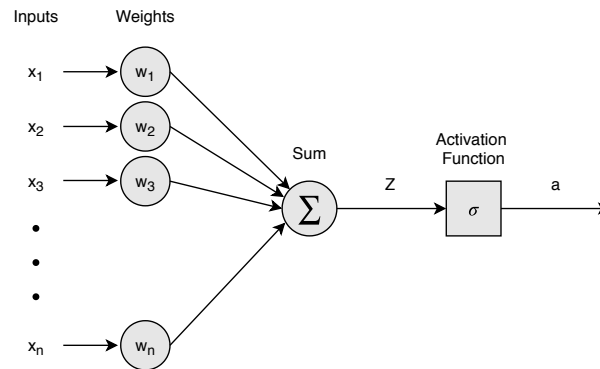 Inputs Weights
x₁ w₁
x₂ w₂
x₃ w₃
Sum
Σ
Z
Activation
Function
σ
a
xₙ wₙ